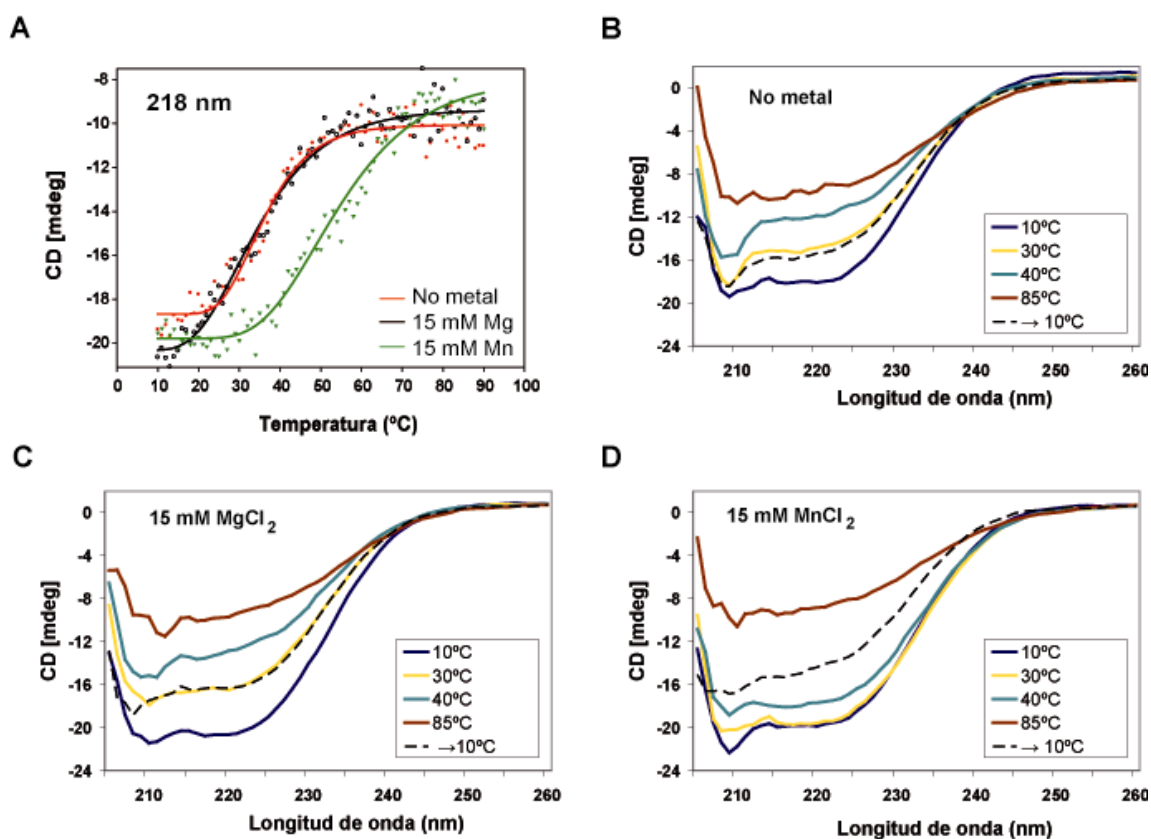 A
218 nm
CD [mdeg]
-8
-10
-12
-14
-16
-18
-20
No metal
15 mM Mg
15 mM Mn
0 10 20 30 40 50 60 70 80 90 100
Temperatura (ºC)
B
No metal
CD [mdeg]
0
-4
-8
-12
-16
-20
-24
10ºC
30ºC
40ºC
85ºC
→ 10ºC
210 220 230 240 250 260
Longitud de onda (nm)
C
15 mM MgCl2
CD [mdeg]
0
-4
-8
-12
-16
-20
-24
10ºC
30ºC
40ºC
85ºC
→10ºC
210 220 230 240 250 260
Longitud de onda (nm)
D
15 mM MnCl2
CD [mdeg]
0
-4
-8
-12
-16
-20
-24
10ºC
30ºC
40ºC
85ºC
→ 10ºC
210 220 230 240 250 260
Longitud de onda (nm)